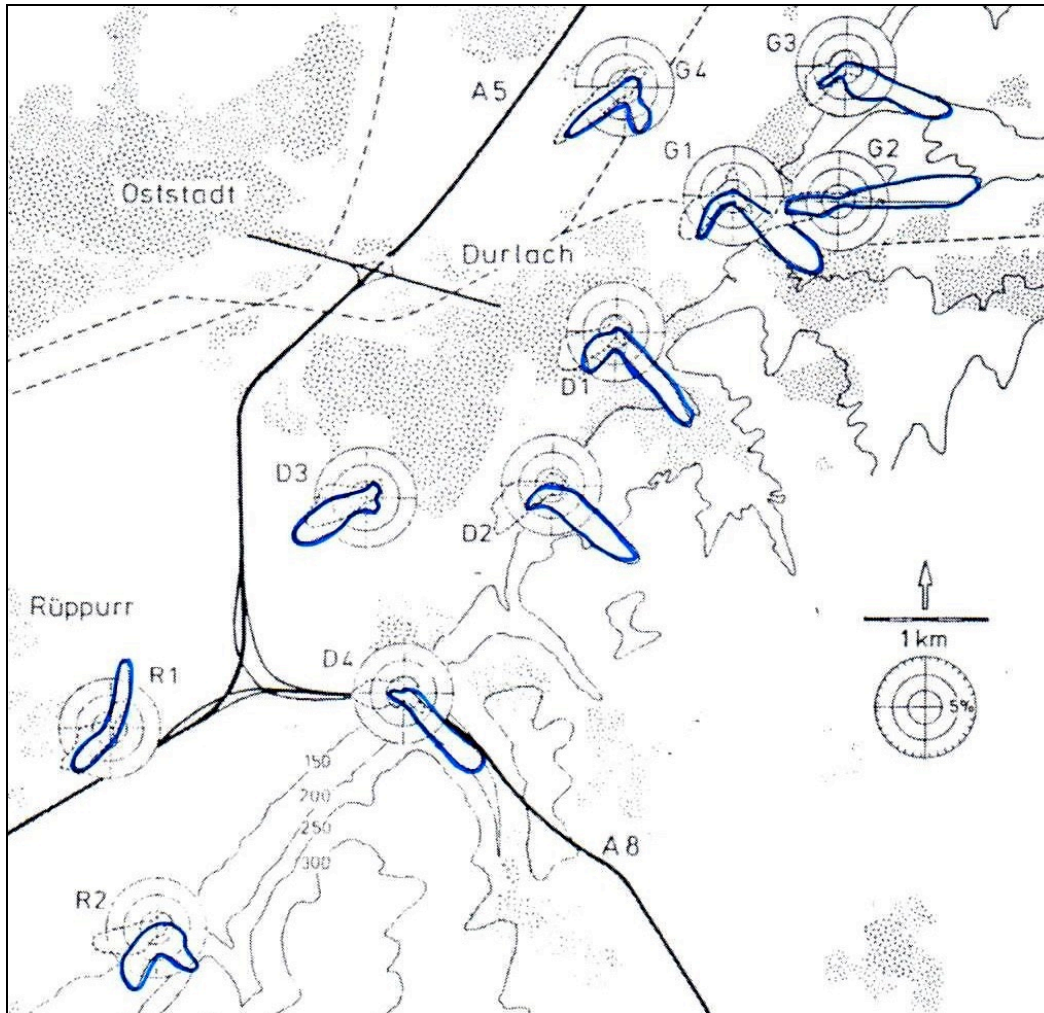 G3
G4
A5
G1
G2
Oststadt
Durlach
D1
D3
D2
Rüppurr
1 km
D4
R1
5‰
150
200
250
300
A8
R2